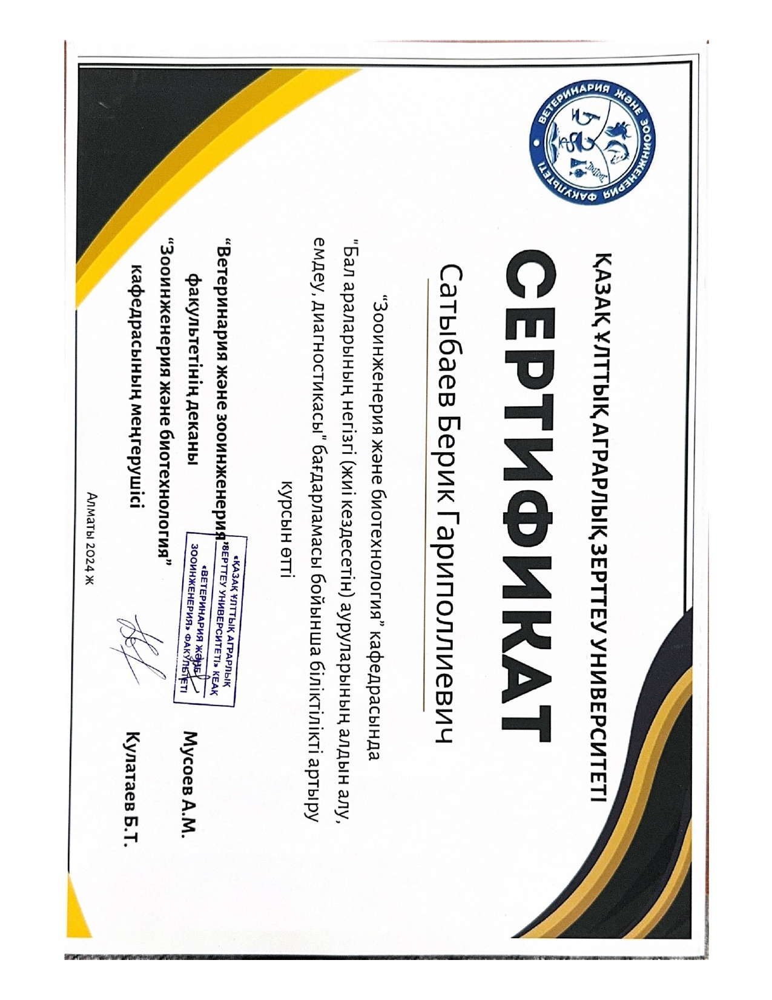 ВЕТЕРИНАРИЯ ЖӘНЕ ЗООИНЖЕНЕРИЯ ФАКУЛЬТЕТІ
ҚАЗАҚ ҰЛТТЫҚ АГРАРЛЫҚ ЗЕРТТЕУ УНИВЕРСИТЕТІ
СЕРТИФИКАТ
Сатыбаев Берик Гариполлиевич
“Зооинженерия және биотехнология” кафедрасында
"Бал араларының негізгі (жиі кездесетін) ауруларының алдын алу,
емдеу, диагностикасы" бағдарламасы бойынша біліктілікті артыру
курсын өтті
“Ветеринария және зооинженерия”
факультетінің деканы
Мусоев А.М.
“Зооинженерия және биотехнология”
кафедрасының меңгерушісі
Кулатаев Б.Т.
«ҚАЗАҚ ҰЛТТЫҚ АГРАРЛЫҚ
ЗЕРТТЕУ УНИВЕРСИТЕТІ» КЕАҚ
«ВЕТЕРИНАРИЯ ЖӘНЕ
ЗООИНЖЕНЕРИЯ» ФАКУЛЬТЕТІ
Алматы 2024 ж